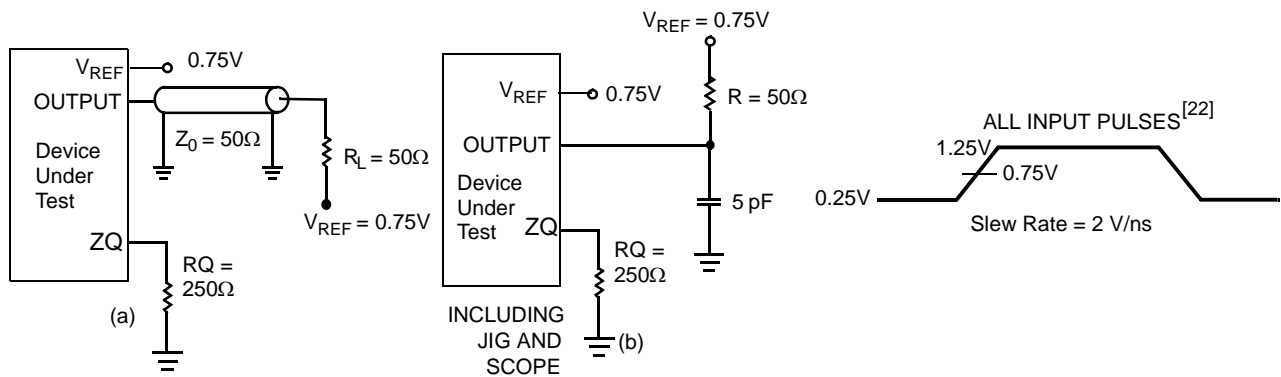 V_REF
0.75V
OUTPUT
Z_0 = 50Ω
Device
Under
Test
R_L = 50Ω
V_REF = 0.75V
ZQ
RQ =
250Ω
(a)
V_REF = 0.75V
R = 50Ω
V_REF
0.75V
OUTPUT
Device
Under
Test
5 pF
ZQ
RQ =
250Ω
INCLUDING
JIG AND
SCOPE
(b)
ALL INPUT PULSES[22]
1.25V
0.75V
0.25V
Slew Rate = 2 V/ns